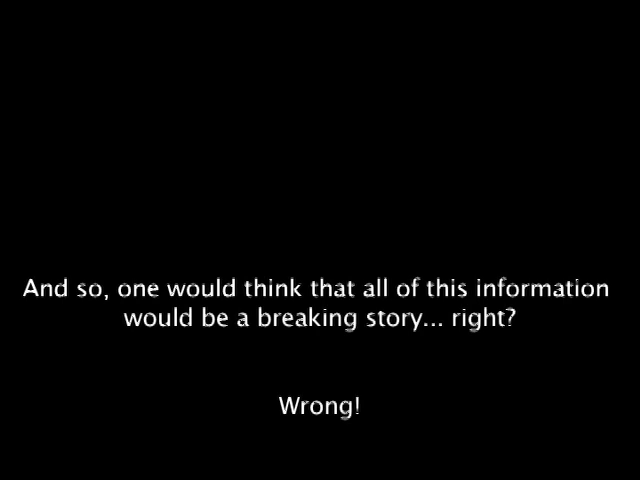 And so, one would think that all of this information
would be a breaking story... right?
Wrong!